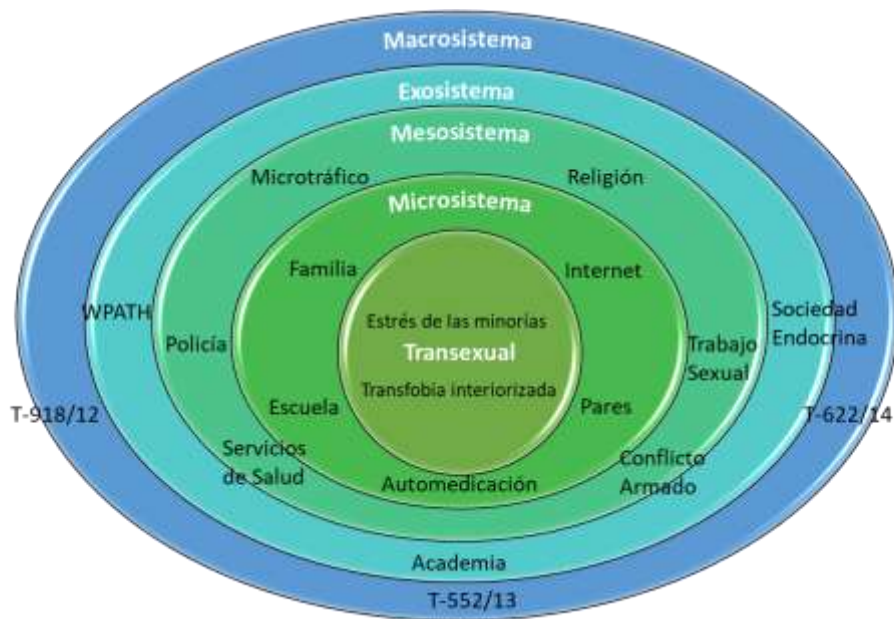 Macrosistema
Exosistema
Mesosistema
Microtráfico
Religión
Microsistema
Familia
Internet
WPATH
Estrés de las minorías
Sociedad
Endocrina
Policía
Transexual
Trabajo
Sexual
Transfobia interiorizada
Escuela
Pares
T-918/12
T-622/14
Servicios
de Salud
Conflicto
Armado
Automedicación
Academia
T-552/13